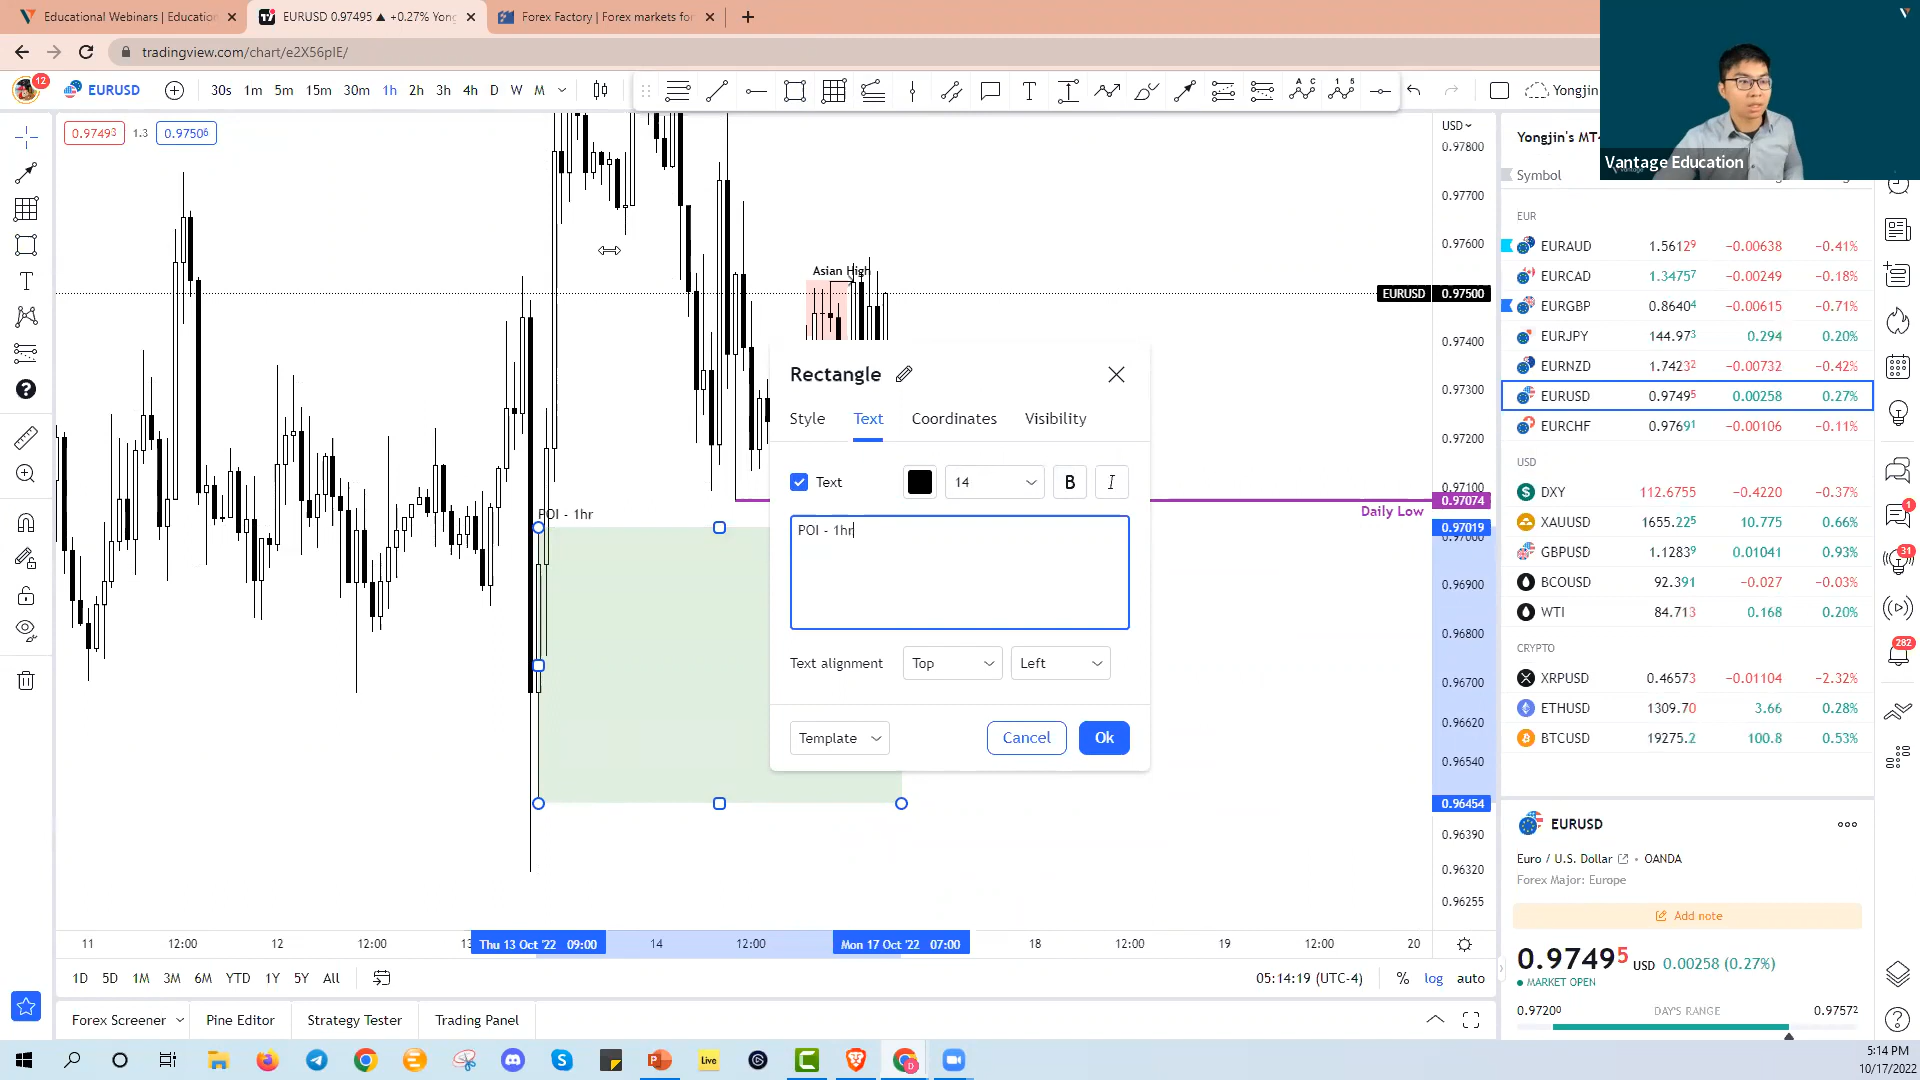 Educational Webinars | Education
EURUSD 0.97495 ▲ +0.27% Yong
Forex Factory | Forex markets for
tradingview.com/chart/e2X56pIE/
12
EURUSD
30s 1m 5m 15m 30m 1h 2h 3h 4h D W M
Yongjin
Vantage Education
0.97493 1.3 0.97506
USD
0.97800
0.97700
0.97600
EURUSD 0.97500
0.97400
0.97300
0.97200
0.97100
0.97074
Daily Low
0.97019
0.97000
0.96900
0.96800
0.96700
0.96620
0.96540
0.96454
0.96390
0.96320
0.96255
Asian High
POI - 1hr
Rectangle
Style Text Coordinates Visibility
Text 14 B I
POI - 1hr
Text alignment Top Left
Template Cancel Ok
11 12:00 12 12:00 13 Thu 13 Oct '22 09:00 14 12:00 Mon 17 Oct '22 07:00 18 12:00 19 12:00 20
1D 5D 1M 3M 6M YTD 1Y 5Y All
05:14:19 (UTC-4) % log auto
Forex Screener Pine Editor Strategy Tester Trading Panel
Yongjin's MT4
Symbol
EUR
EURAUD 1.56129 −0.00638 −0.41%
EURCAD 1.34757 −0.00249 −0.18%
EURGBP 0.86404 −0.00615 −0.71%
EURJPY 144.973 0.294 0.20%
EURNZD 1.74232 −0.00732 −0.42%
EURUSD 0.97495 0.00258 0.27%
EURCHF 0.97691 −0.00106 −0.11%
USD
DXY 112.6755 −0.4220 −0.37%
XAUUSD 1655.225 10.775 0.66%
GBPUSD 1.12839 0.01041 0.93%
BCOUSD 92.391 −0.027 −0.03%
WTI 84.713 0.168 0.20%
CRYPTO
XRPUSD 0.46573 −0.01104 −2.32%
ETHUSD 1309.70 3.66 0.28%
BTCUSD 19275.2 100.8 0.53%
1
31
282
EURUSD
Euro / U.S. Dollar • OANDA
Forex Major: Europe
Add note
0.97495 USD 0.00258 (0.27%)
MARKET OPEN
0.97200 DAY'S RANGE 0.97572
Live
5:14 PM
10/17/2022